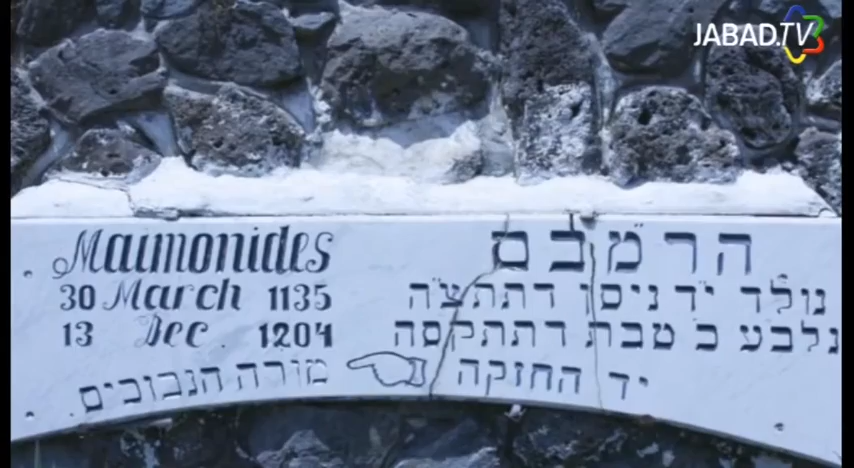 JABAD.TV
Maimonides
30 March 1135
13 Dec. 1204
הרמבם
נולד י״ד ניסן דתתצ״ה
נלבע כ טבת דתתקסה
יד החזקה
מורה הנבוכים